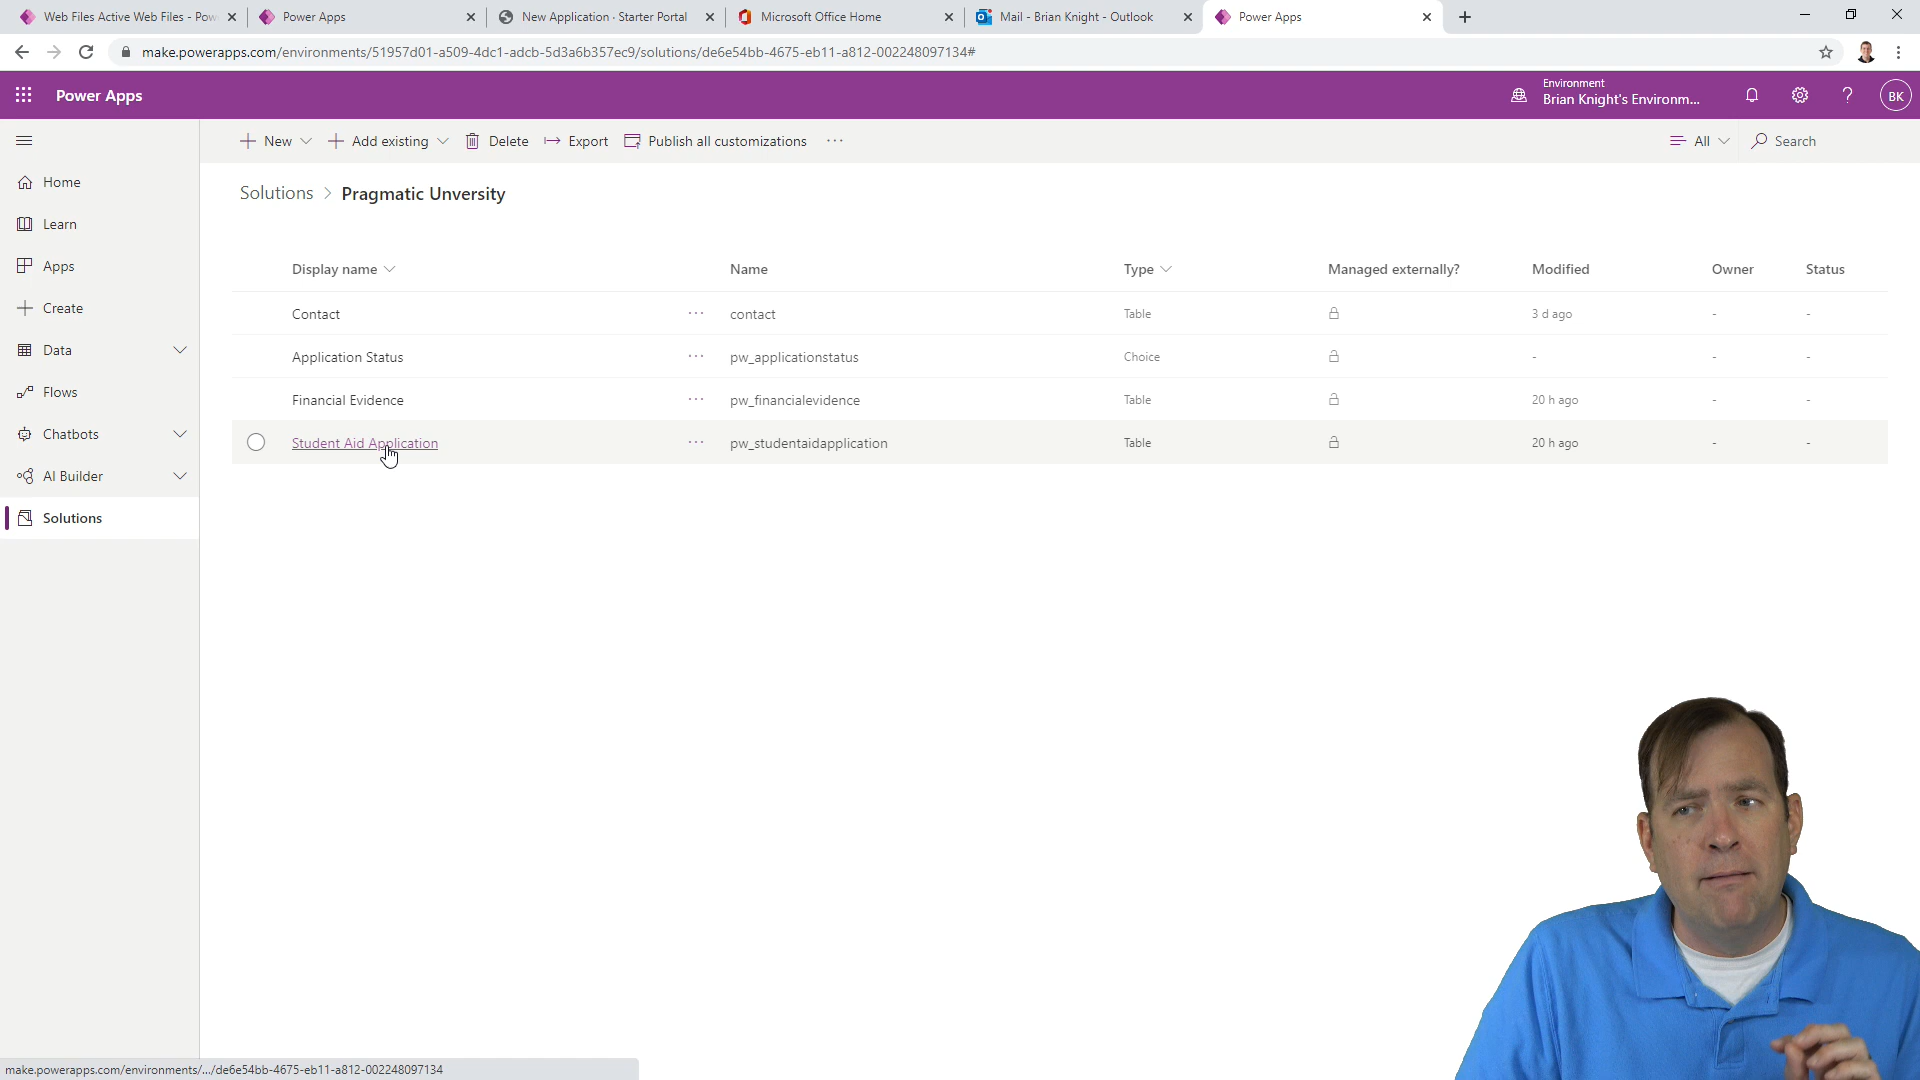 Web Files Active Web Files - Pow
Power Apps
New Application · Starter Portal
Microsoft Office Home
Mail - Brian Knight - Outlook
Power Apps
make.powerapps.com/environments/51957d01-a509-4dc1-adcb-5d3a6b357ec9/solutions/de6e54bb-4675-eb11-a812-002248097134#
Power Apps
Environment
Brian Knight's Environm...
?
BK
New
Add existing
Delete
Export
Publish all customizations
...
All
Search
Home
Learn
Apps
Create
Data
Flows
Chatbots
AI Builder
Solutions
Solutions > Pragmatic Unversity
Display name Name Type Managed externally? Modified Owner Status
Contact ... contact Table 3 d ago - -
Application Status ... pw_applicationstatus Choice - - -
Financial Evidence ... pw_financialevidence Table 20 h ago - -
Student Aid Application ... pw_studentaidapplication Table 20 h ago - -
make.powerapps.com/environments/.../de6e54bb-4675-eb11-a812-002248097134